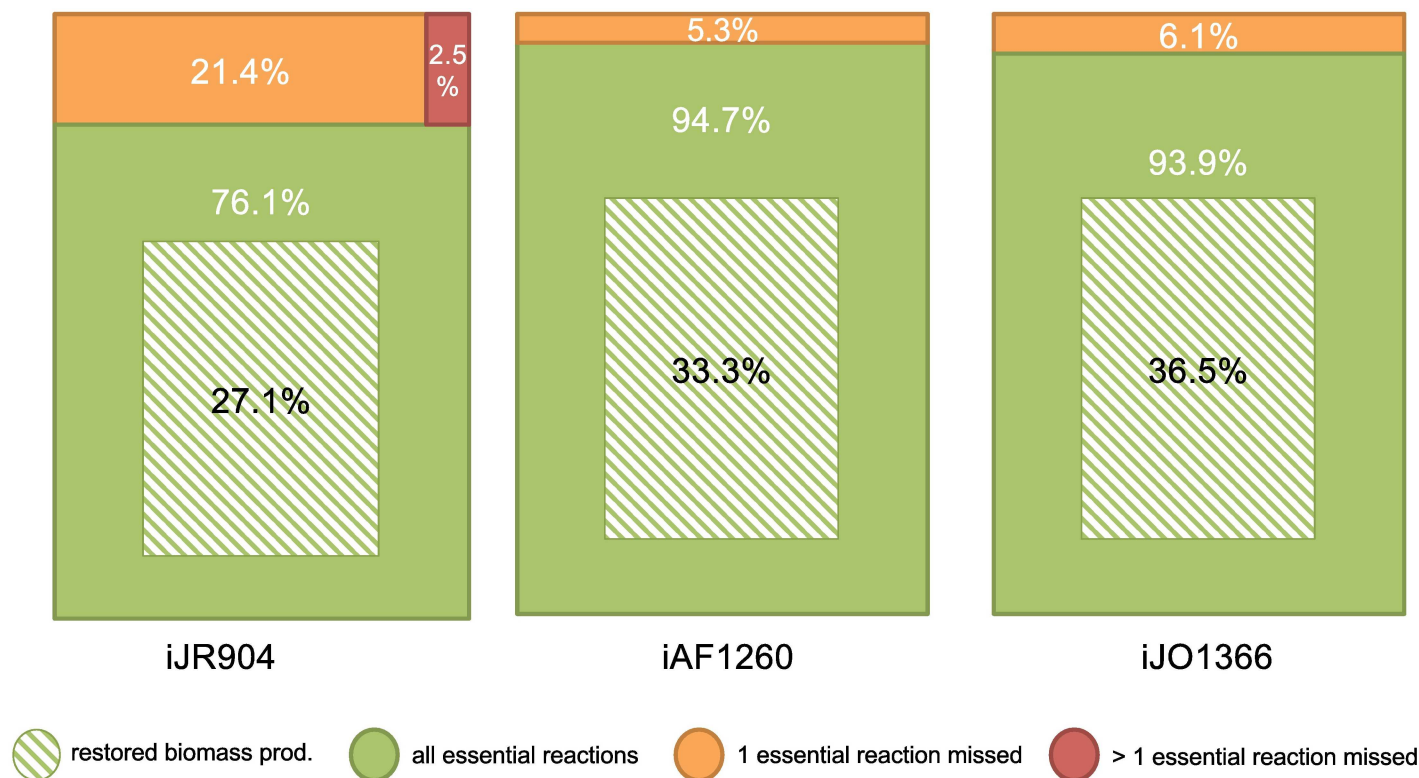 21.4%
2.5
%
5.3%
6.1%
76.1%
94.7%
93.9%
27.1%
33.3%
36.5%
iJR904
iAF1260
iJO1366
restored biomass prod.
all essential reactions
1 essential reaction missed
> 1 essential reaction missed